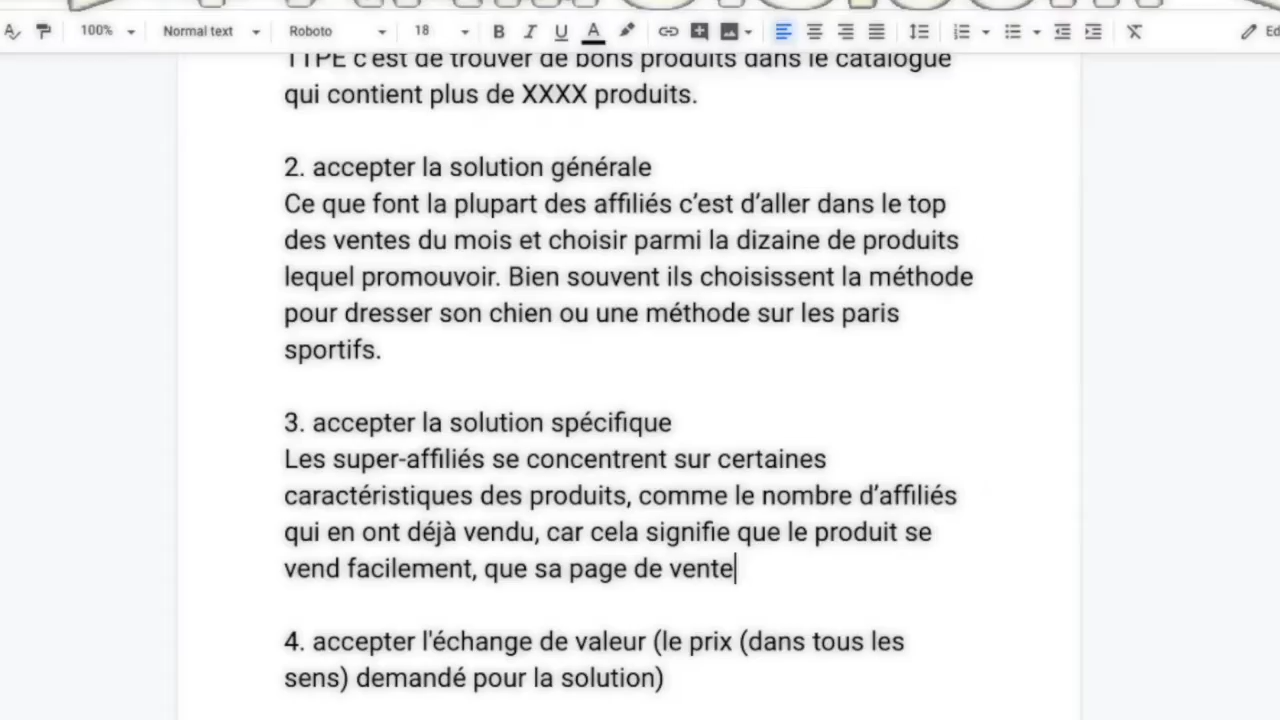 100%
Normal text
Roboto
18
B
I
U
A
Ed
1TPE c'est de trouver de bons produits dans le catalogue
qui contient plus de XXXX produits.
2. accepter la solution générale
Ce que font la plupart des affiliés c’est d’aller dans le top
des ventes du mois et choisir parmi la dizaine de produits
lequel promouvoir. Bien souvent ils choisissent la méthode
pour dresser son chien ou une méthode sur les paris
sportifs.
3. accepter la solution spécifique
Les super-affiliés se concentrent sur certaines
caractéristiques des produits, comme le nombre d’affiliés
qui en ont déjà vendu, car cela signifie que le produit se
vend facilement, que sa page de vente
4. accepter l'échange de valeur (le prix (dans tous les
sens) demandé pour la solution)